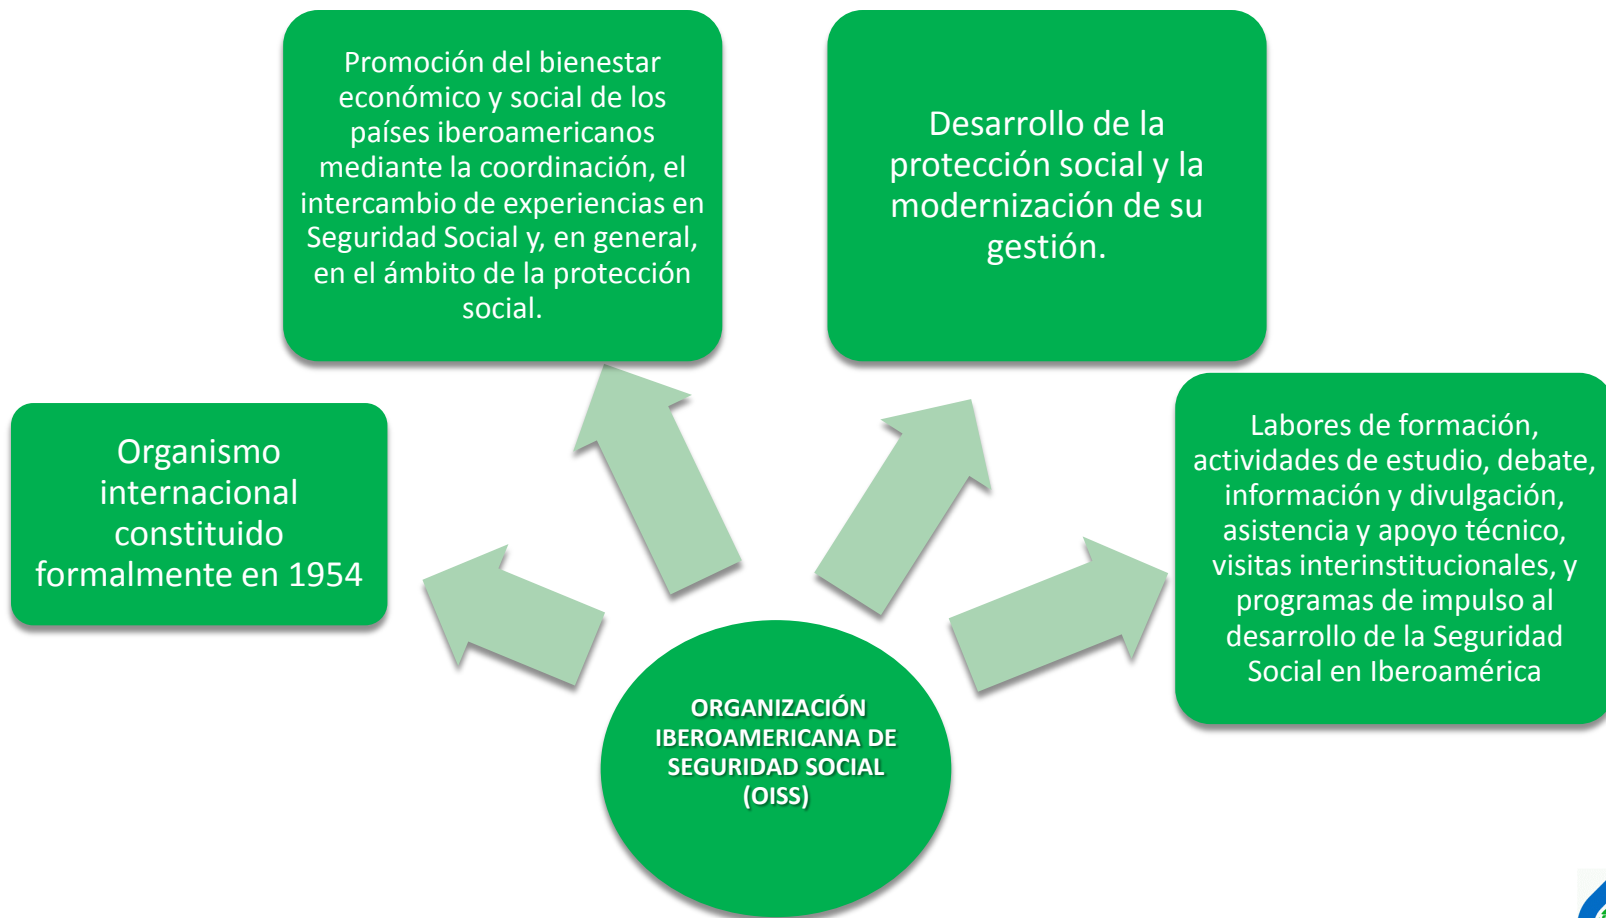 Promoción del bienestar
económico y social de los
países iberoamericanos
mediante la coordinación, el
intercambio de experiencias en
Seguridad Social y, en general,
en el ámbito de la protección
social.
Desarrollo de la
protección social y la
modernización de su
gestión.
Organismo
internacional
constituido
formalmente en 1954
Labores de formación,
actividades de estudio, debate,
información y divulgación,
asistencia y apoyo técnico,
visitas interinstitucionales, y
programas de impulso al
desarrollo de la Seguridad
Social en Iberoamérica
ORGANIZACIÓN
IBEROAMERICANA DE
SEGURIDAD SOCIAL
(OISS)